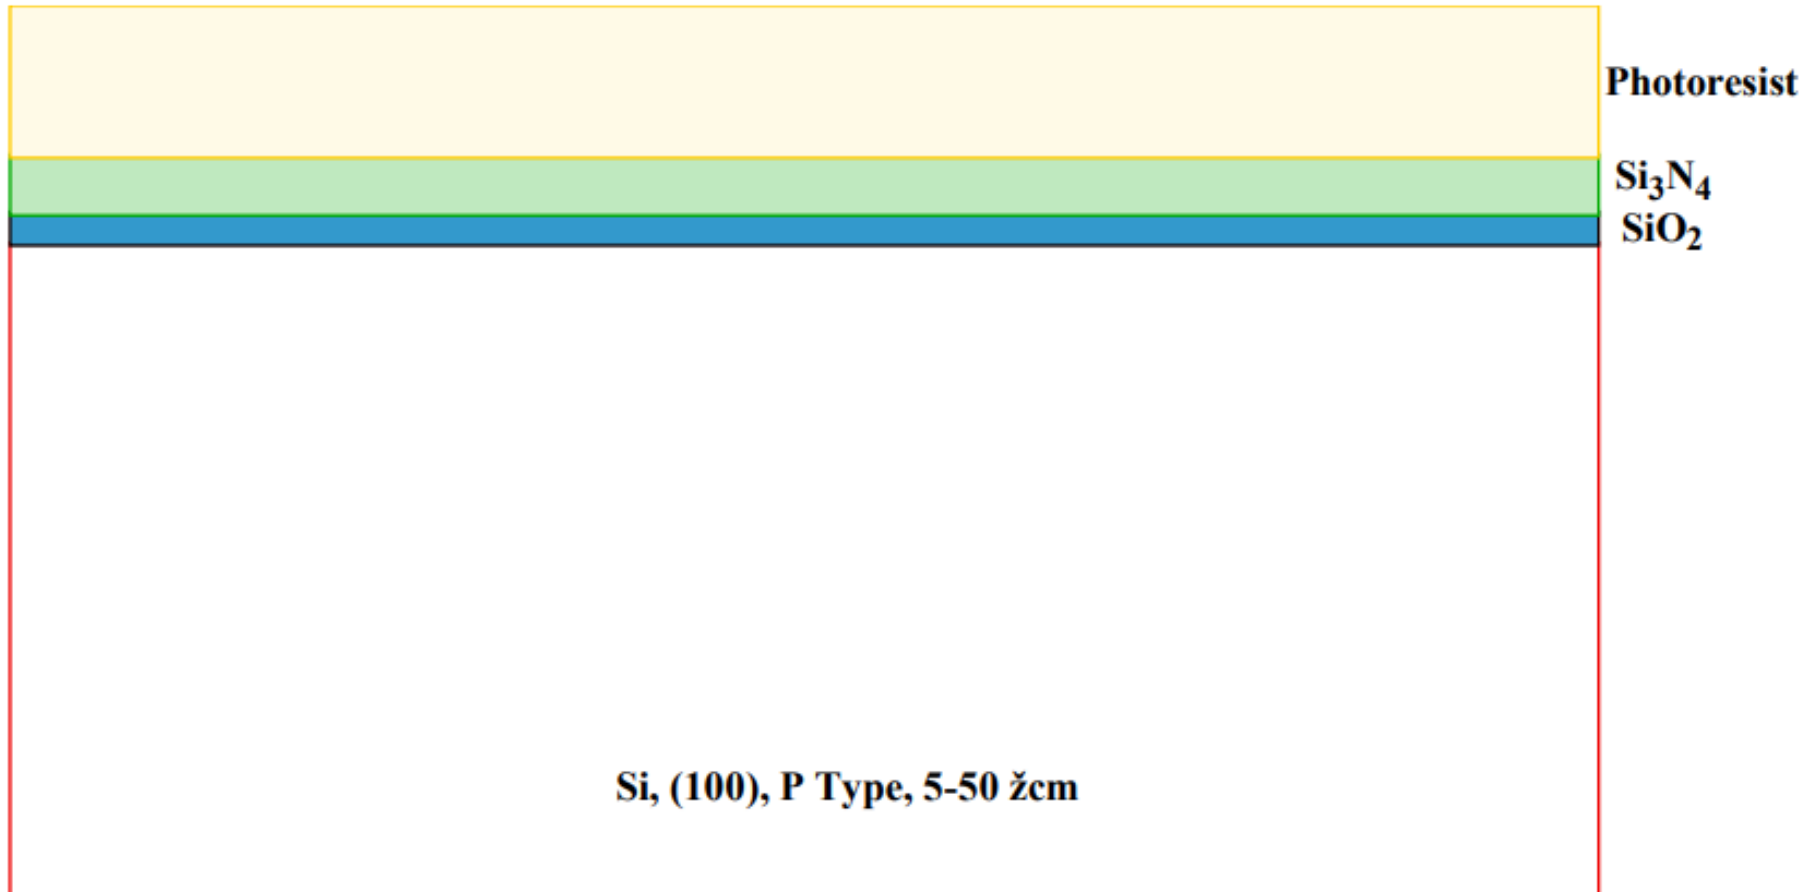 Photoresist
Si₃N₄
SiO₂
Si, (100), P Type, 5-50 žcm